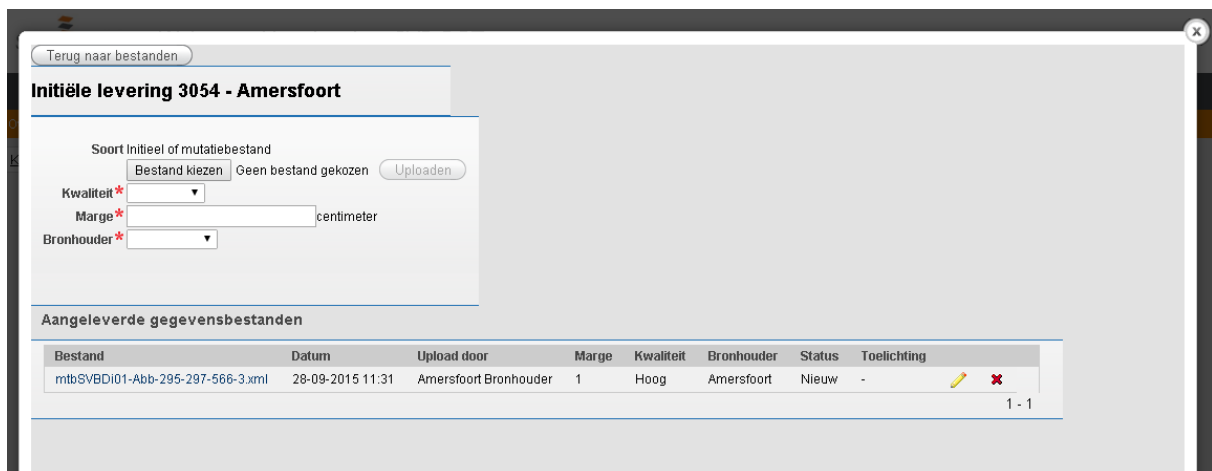 Terug naar bestanden
Initiële levering 3054 - Amersfoort
Soort Initieel of mutatiebestand
Bestand kiezen Geen bestand gekozen Uploaden
Kwaliteit*
Marge* centimeter
Bronhouder*
Aangeleverde gegevensbestanden
Bestand Datum Upload door Marge Kwaliteit Bronhouder Status Toelichting
mtbSVBDi01-Abb-295-297-566-3.xml 28-09-2015 11:31 Amersfoort Bronhouder 1 Hoog Amersfoort Nieuw -
1 - 1